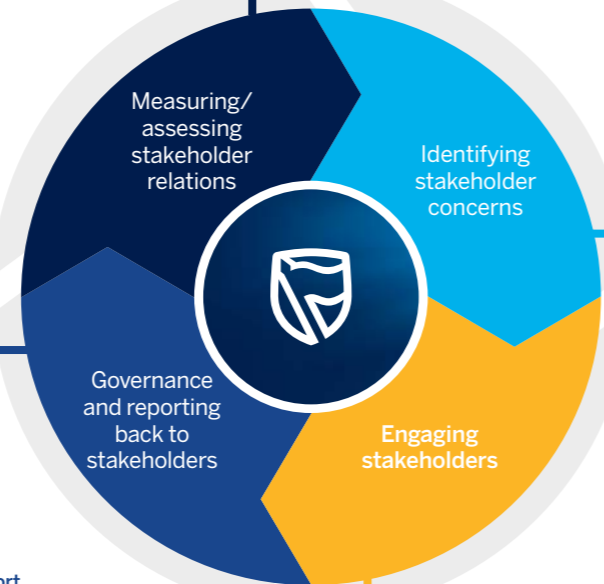 Measuring/
assessing
stakeholder
relations
Identifying
stakeholder
concerns
Governance
and reporting
back to
stakeholders
Engaging
stakeholders